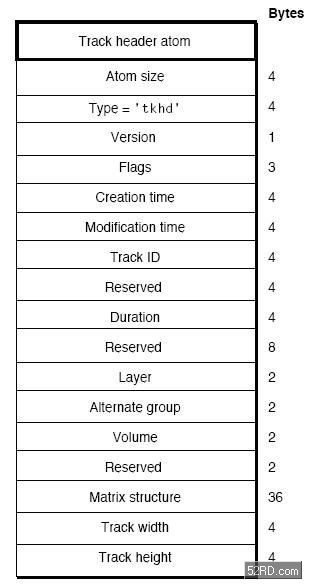 Bytes
Track header atom
Atom size 4
Type = 'tkhd' 4
Version 1
Flags 3
Creation time 4
Modification time 4
Track ID 4
Reserved 4
Duration 4
Reserved 8
Layer 2
Alternate group 2
Volume 2
Reserved 2
Matrix structure 36
Track width 4
Track height 4
52RD.com